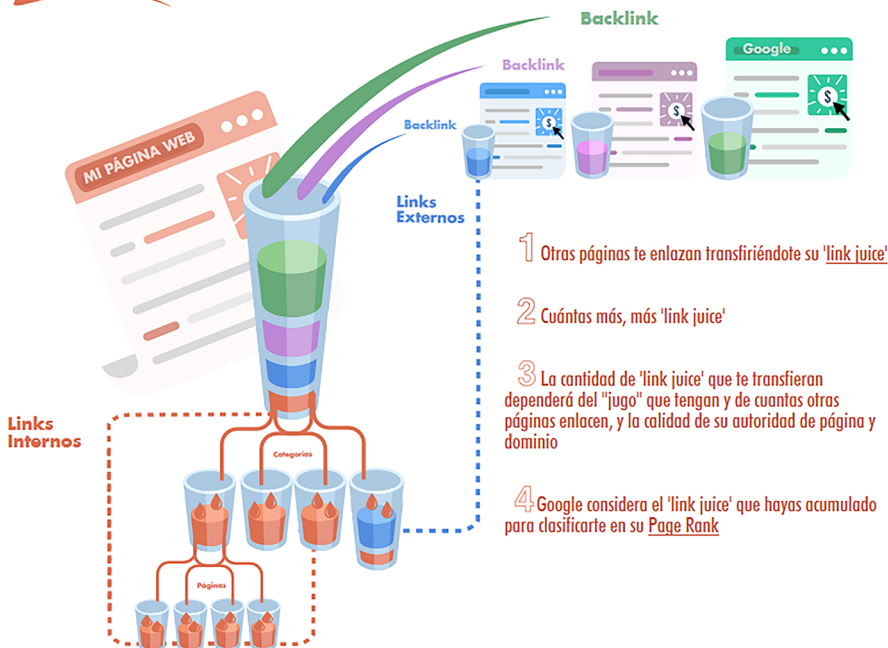 Backlink
Google
Backlink
Backlink
MI PÁGINA WEB
Links
Externos
1 Otras páginas te enlazan transfiriéndote su 'link juice'
2 Cuántas más, más 'link juice'
3 La cantidad de 'link juice' que te transfieran
dependerá del "jugo" que tengan y de cuantas otras
páginas enlacen, y la calidad de su autoridad de página y
dominio
Links
Internos
Categorías
4 Google considera el 'link juice' que hayas acumulado
para clasificarte en su Page Rank
Páginas
$
$
$